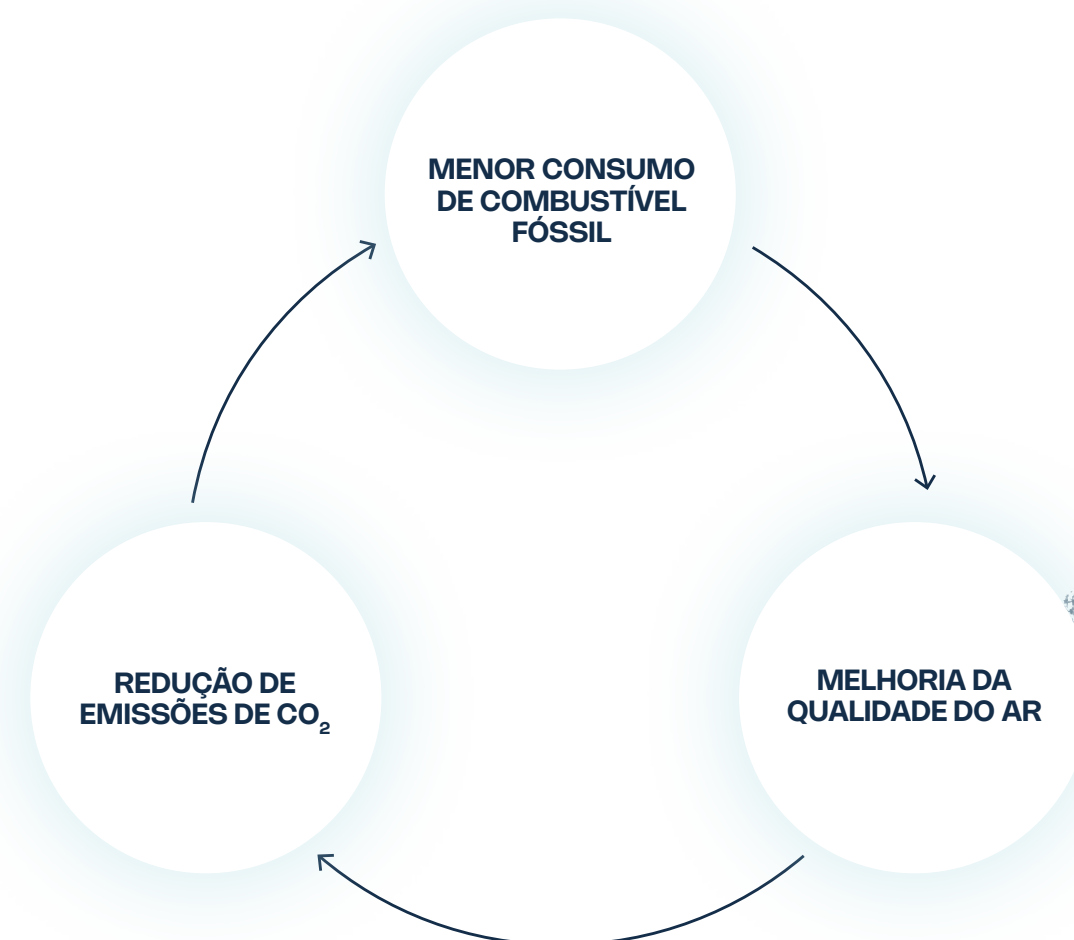 MENOR CONSUMO
DE COMBUSTÍVEL
FÓSSIL
REDUÇÃO DE
EMISSÕES DE CO₂
MELHORIA DA
QUALIDADE DO AR